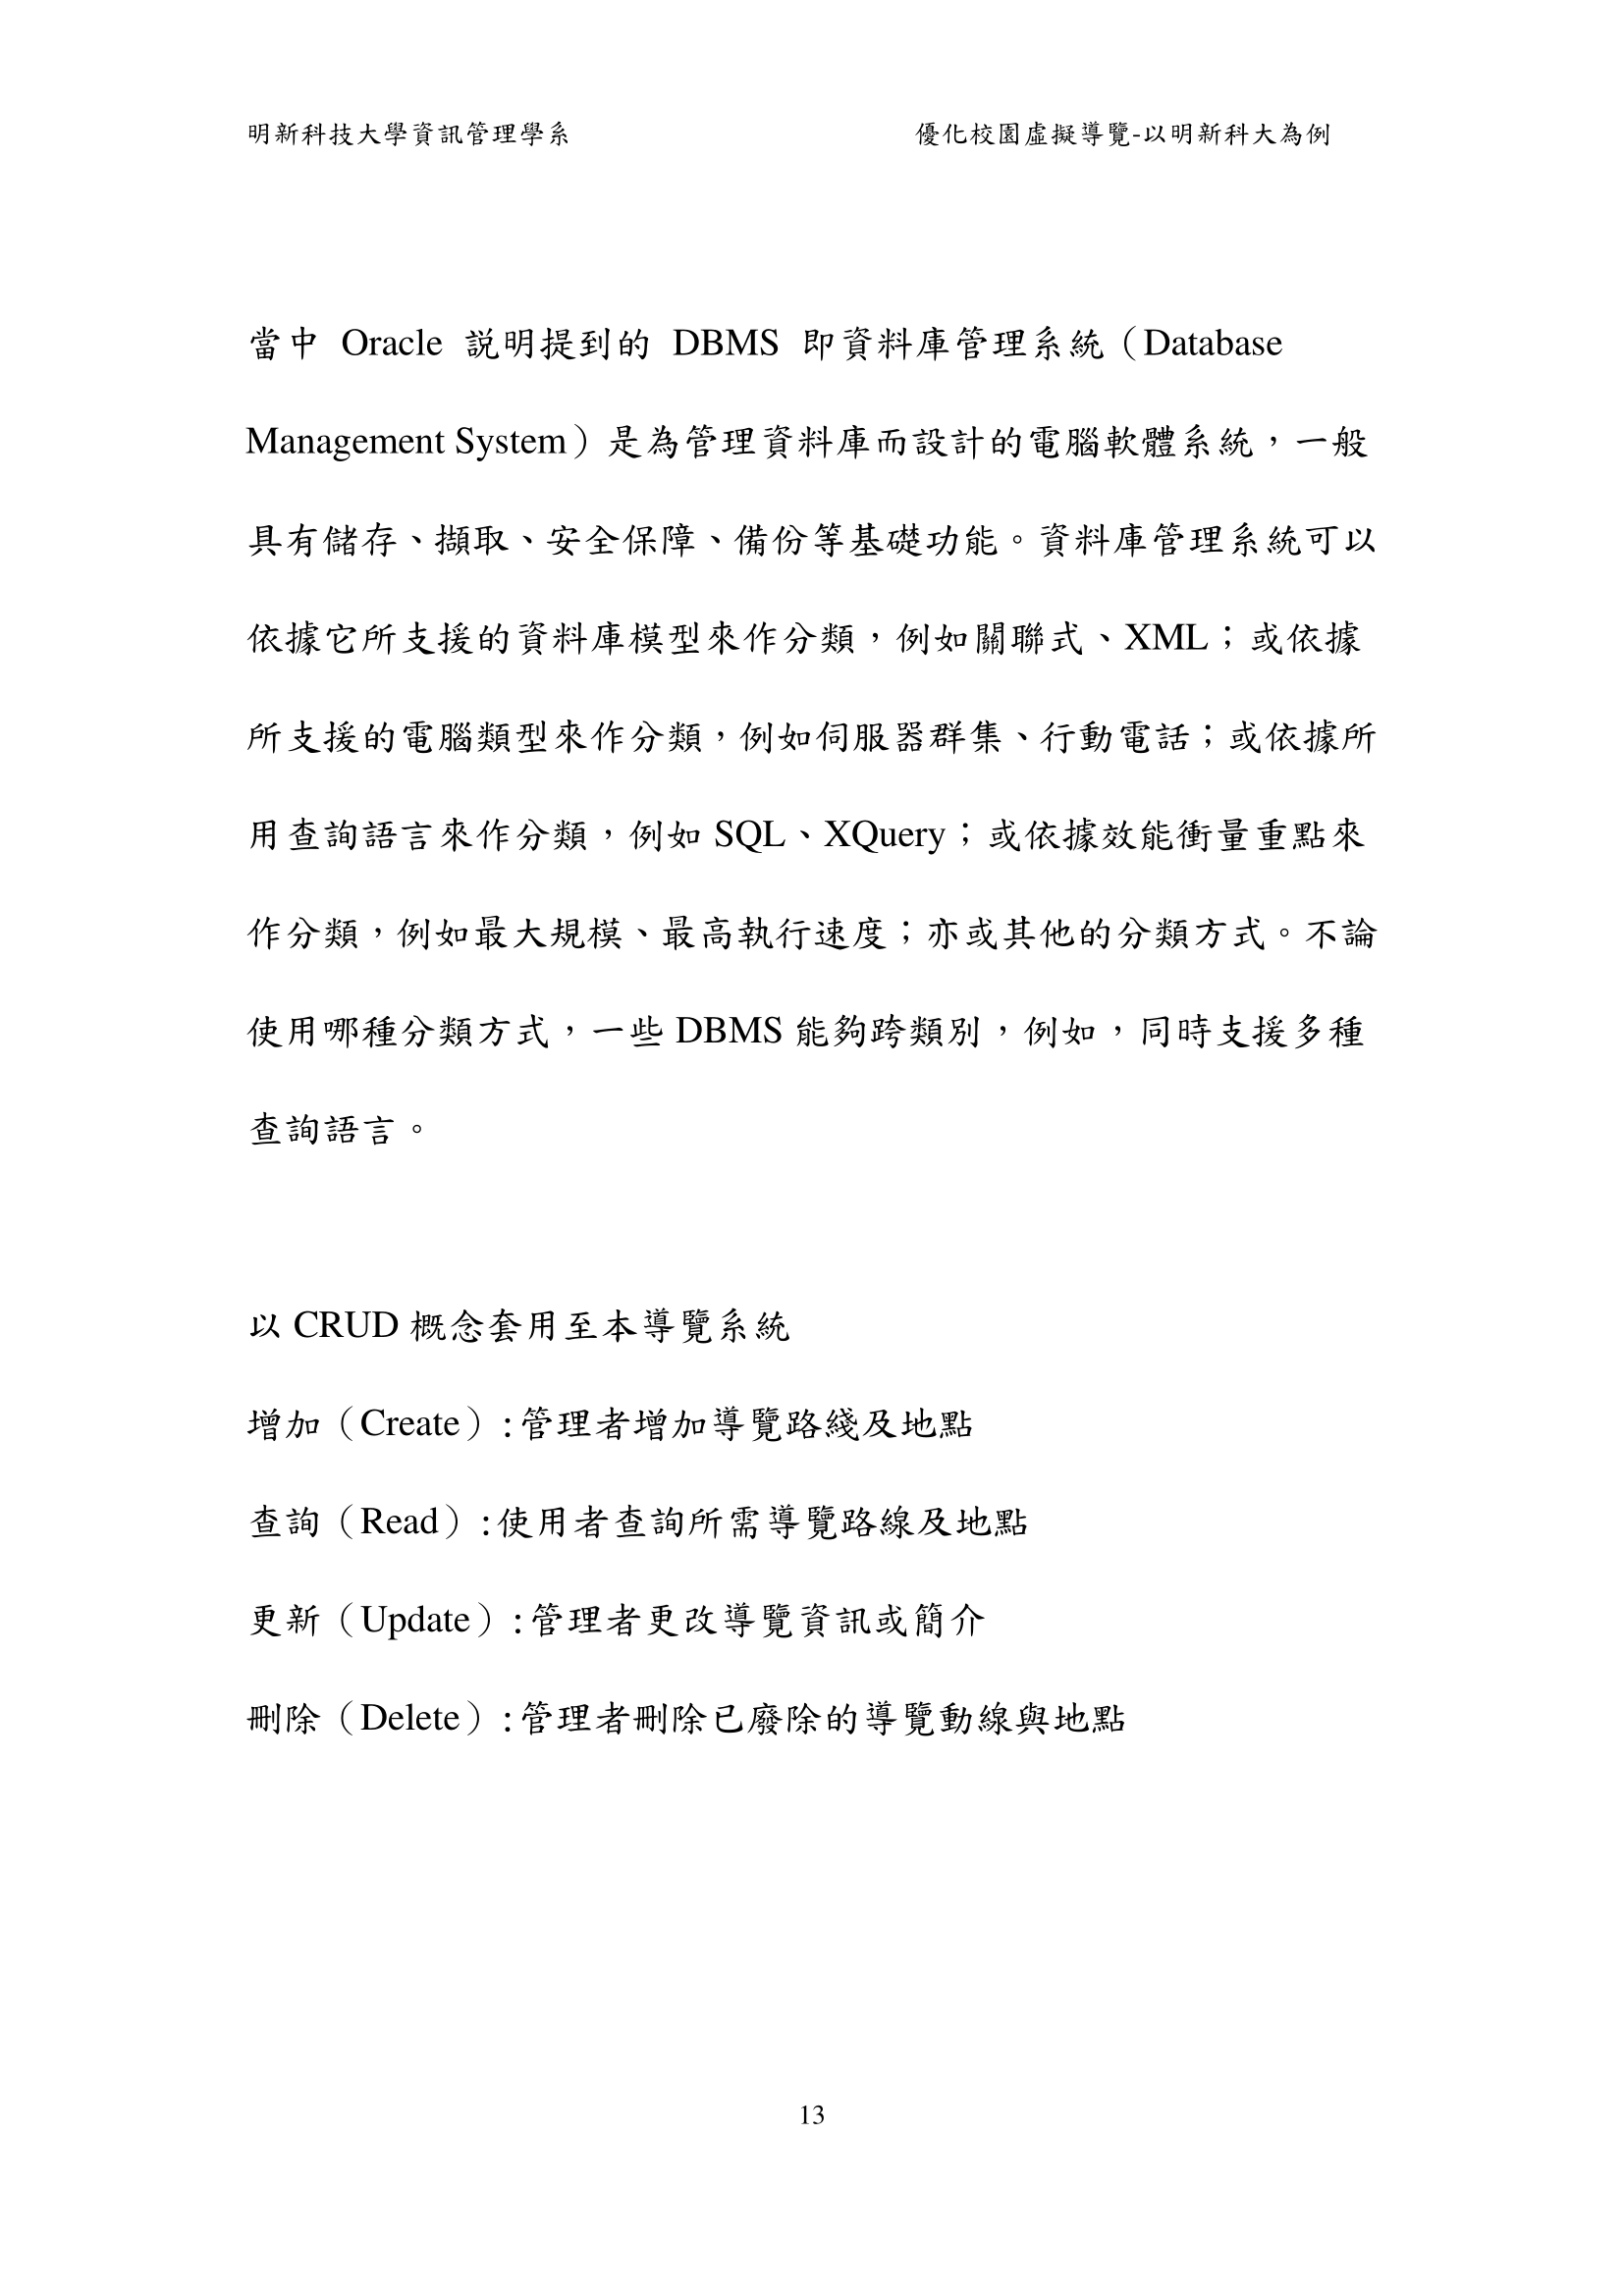 明新科技大學資訊管理學系 優化校園虛擬導覽-以明新科大為例
當中 Oracle 說明提到的 DBMS 即資料庫管理系統（Database
Management System）是為管理資料庫而設計的電腦軟體系統，一般
具有儲存、擷取、安全保障、備份等基礎功能。資料庫管理系統可以
依據它所支援的資料庫模型來作分類，例如關聯式、XML；或依據
所支援的電腦類型來作分類，例如伺服器群集、行動電話；或依據所
用查詢語言來作分類，例如 SQL、XQuery；或依據效能衝量重點來
作分類，例如最大規模、最高執行速度；亦或其他的分類方式。不論
使用哪種分類方式，一些 DBMS 能夠跨類別，例如，同時支援多種
查詢語言。
以 CRUD 概念套用至本導覽系統
增加（Create）:管理者增加導覽路綫及地點
查詢（Read）:使用者查詢所需導覽路線及地點
更新（Update）:管理者更改導覽資訊或簡介
刪除（Delete）:管理者刪除已廢除的導覽動線與地點
13